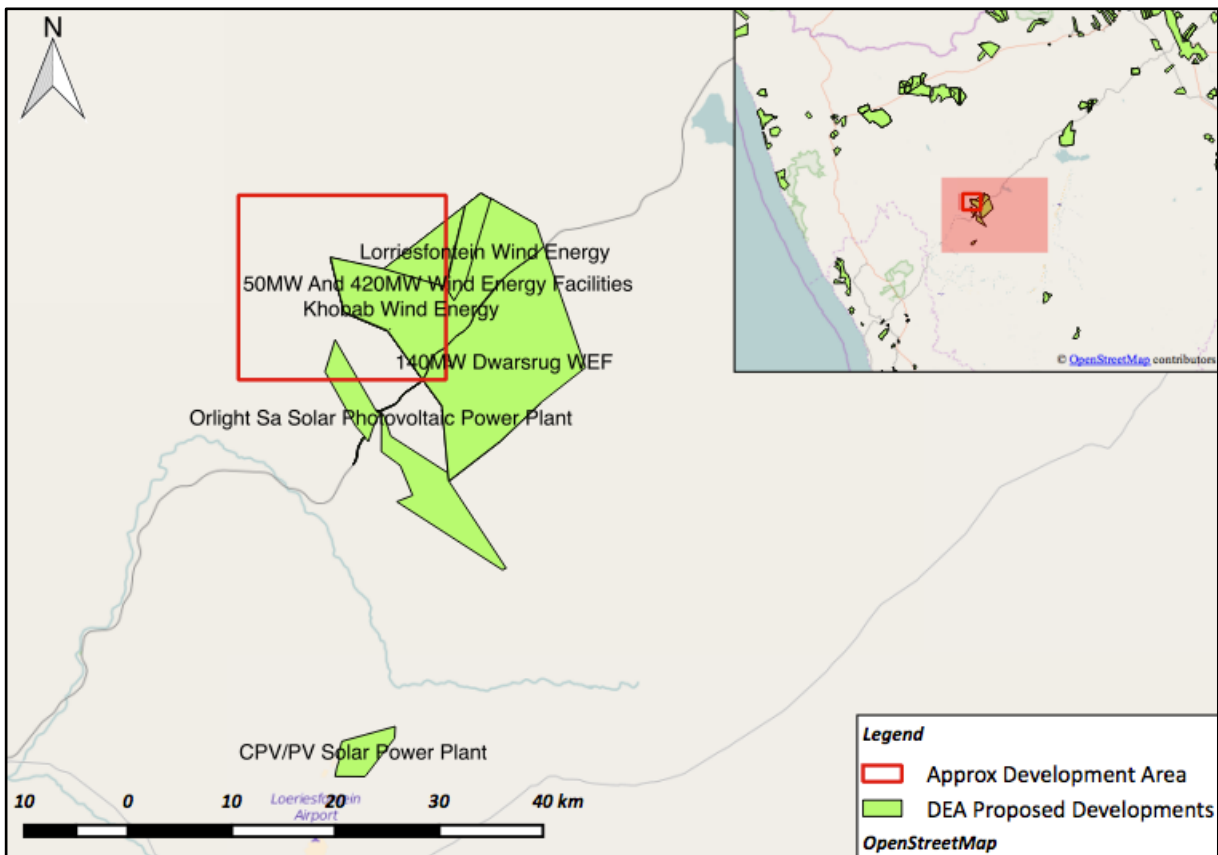 N
© OpenStreetMap contributors
Lorriesfontein Wind Energy
50MW And 420MW Wind Energy Facilities
Khobab Wind Energy
140MW Dwarsrug WEF
Orlight Sa Solar Photovoltaic Power Plant
CPV/PV Solar Power Plant
Legend
Approx Development Area
DEA Proposed Developments
OpenStreetMap
10 0 10 20 30 40 km
Loeriesfontein
Airport